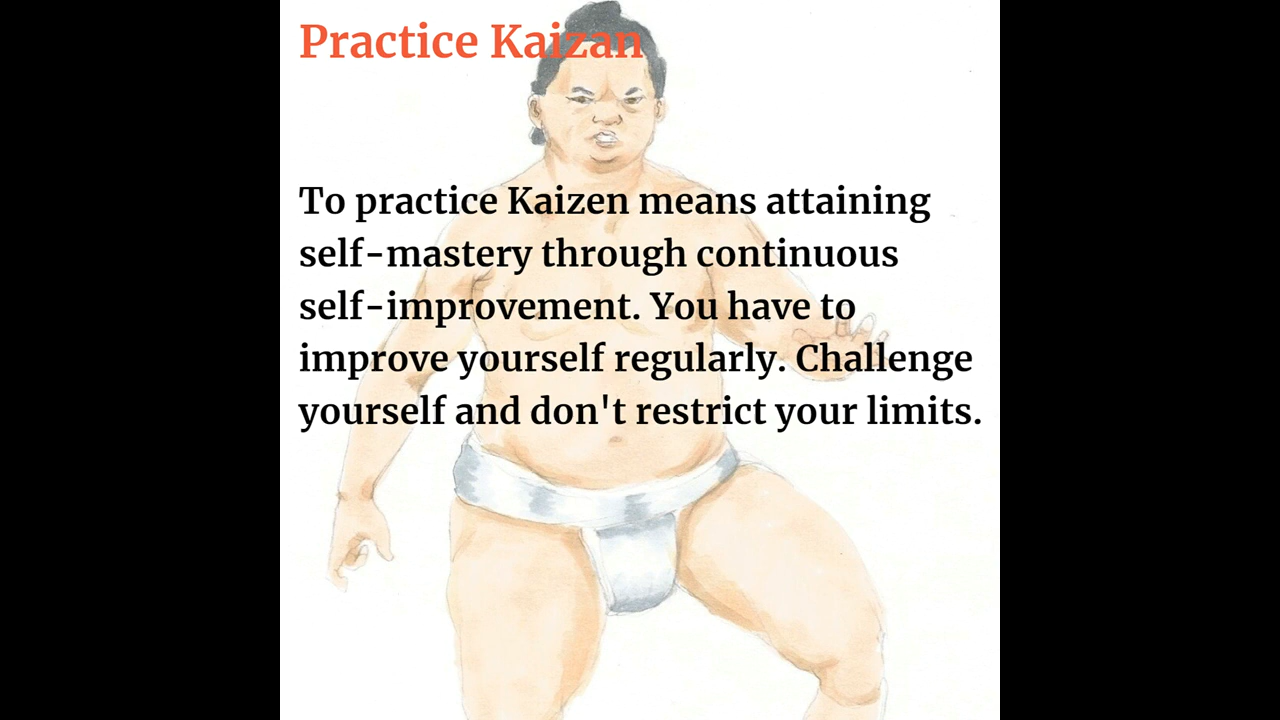 Practice Kaizan
To practice Kaizen means attaining
self-mastery through continuous
self-improvement. You have to
improve yourself regularly. Challenge
yourself and don't restrict your limits.